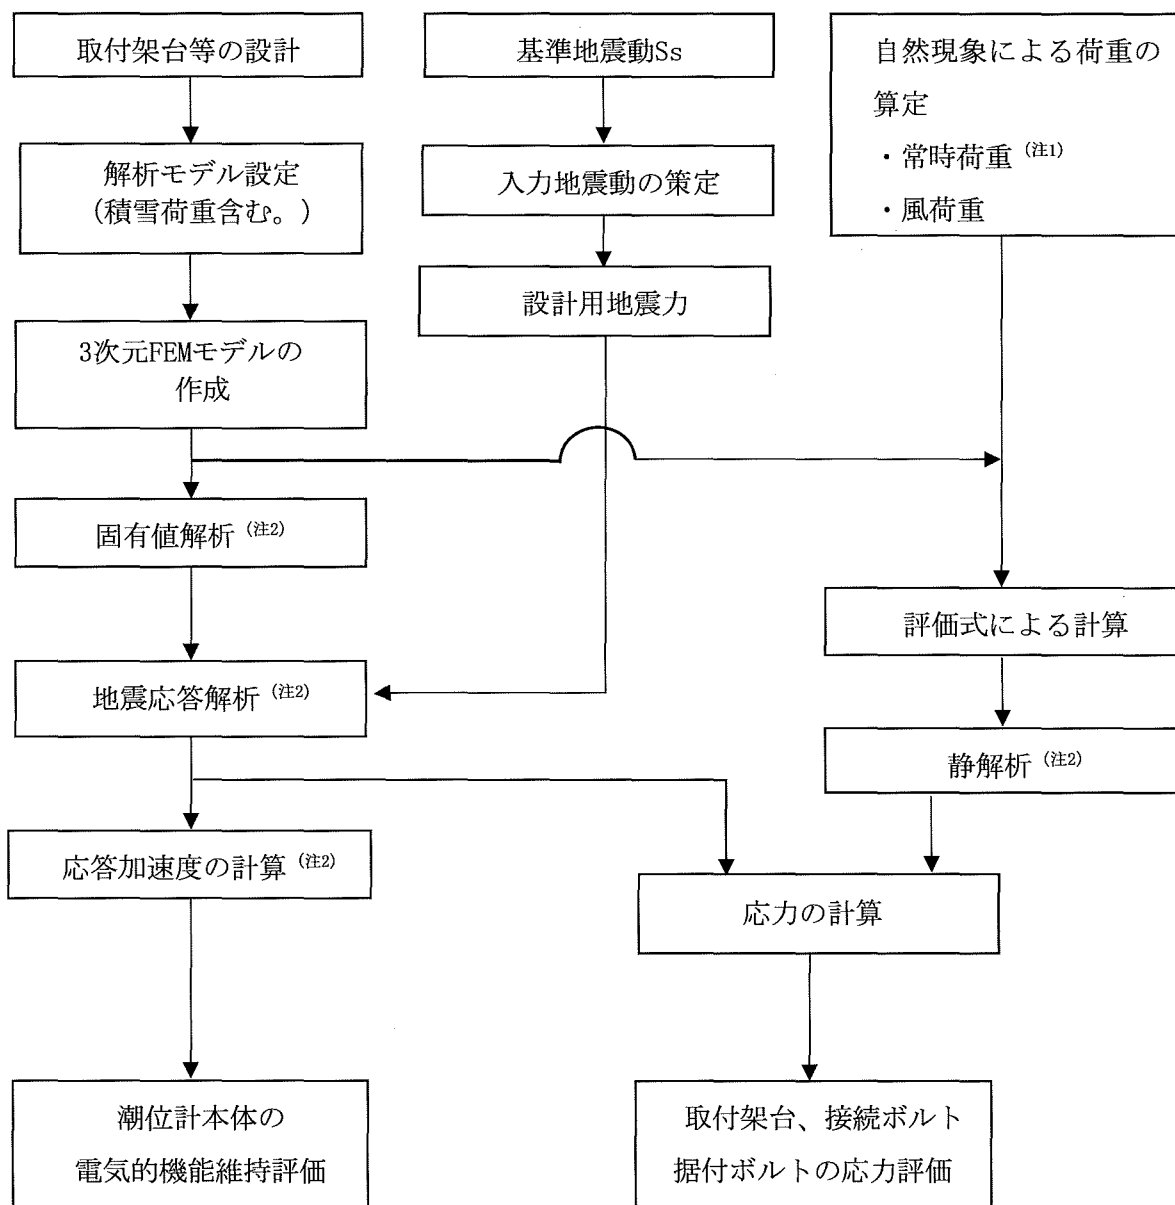 取付架台等の設計
基準地震動Ss
自然現象による荷重の
算定
・常時荷重 (注1)
・風荷重
解析モデル設定
(積雪荷重含む。)
入力地震動の策定
設計用地震力
3次元FEMモデルの
作成
固有値解析 (注2)
評価式による計算
地震応答解析 (注2)
静解析 (注2)
応答加速度の計算 (注2)
応力の計算
潮位計本体の
電気的機能維持評価
取付架台、接続ボルト
据付ボルトの応力評価